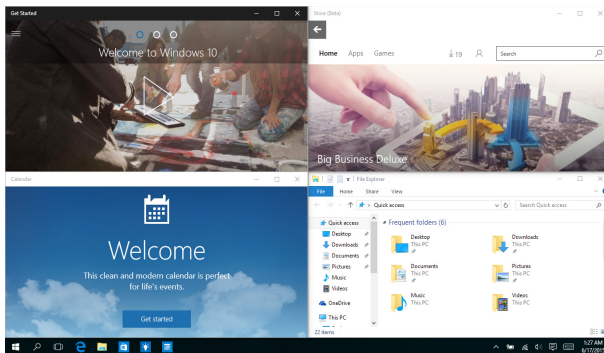 Get Started
Welcome to Windows 10
Store (Beta)
Home Apps Games 19 Search
Big Business Deluxe
Calendar
Welcome
This clean and modern calendar is perfect
for life's events.
Get started
File Explorer
File Home Share View
Quick access Search Quick access
Quick access
Desktop
Downloads
Documents
Pictures
Music
Videos
OneDrive
This PC
Frequent folders (6)
Desktop
This PC
Downloads
This PC
Documents
This PC
Pictures
This PC
Music
This PC
Videos
This PC
22 items
1:27 AM